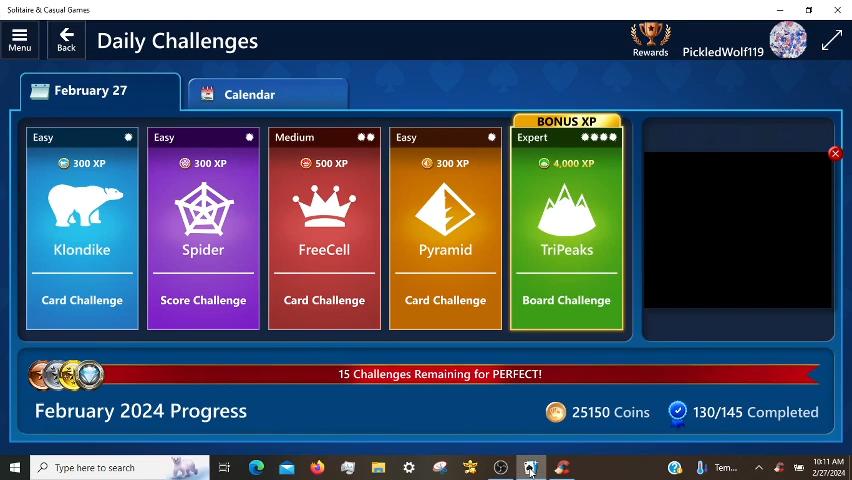 Solitaire & Casual Games
Menu
Back
Daily Challenges
Rewards
PickledWolf119
February 27
Calendar
Easy
300 XP
Klondike
Card Challenge
Easy
300 XP
Spider
Score Challenge
Medium
500 XP
FreeCell
Card Challenge
Easy
300 XP
Pyramid
Card Challenge
BONUS XP
Expert
4,000 XP
TriPeaks
Board Challenge
15 Challenges Remaining for PERFECT!
February 2024 Progress
25150 Coins
130/145 Completed
Type here to search
Tem...
10:11 AM
2/27/2024